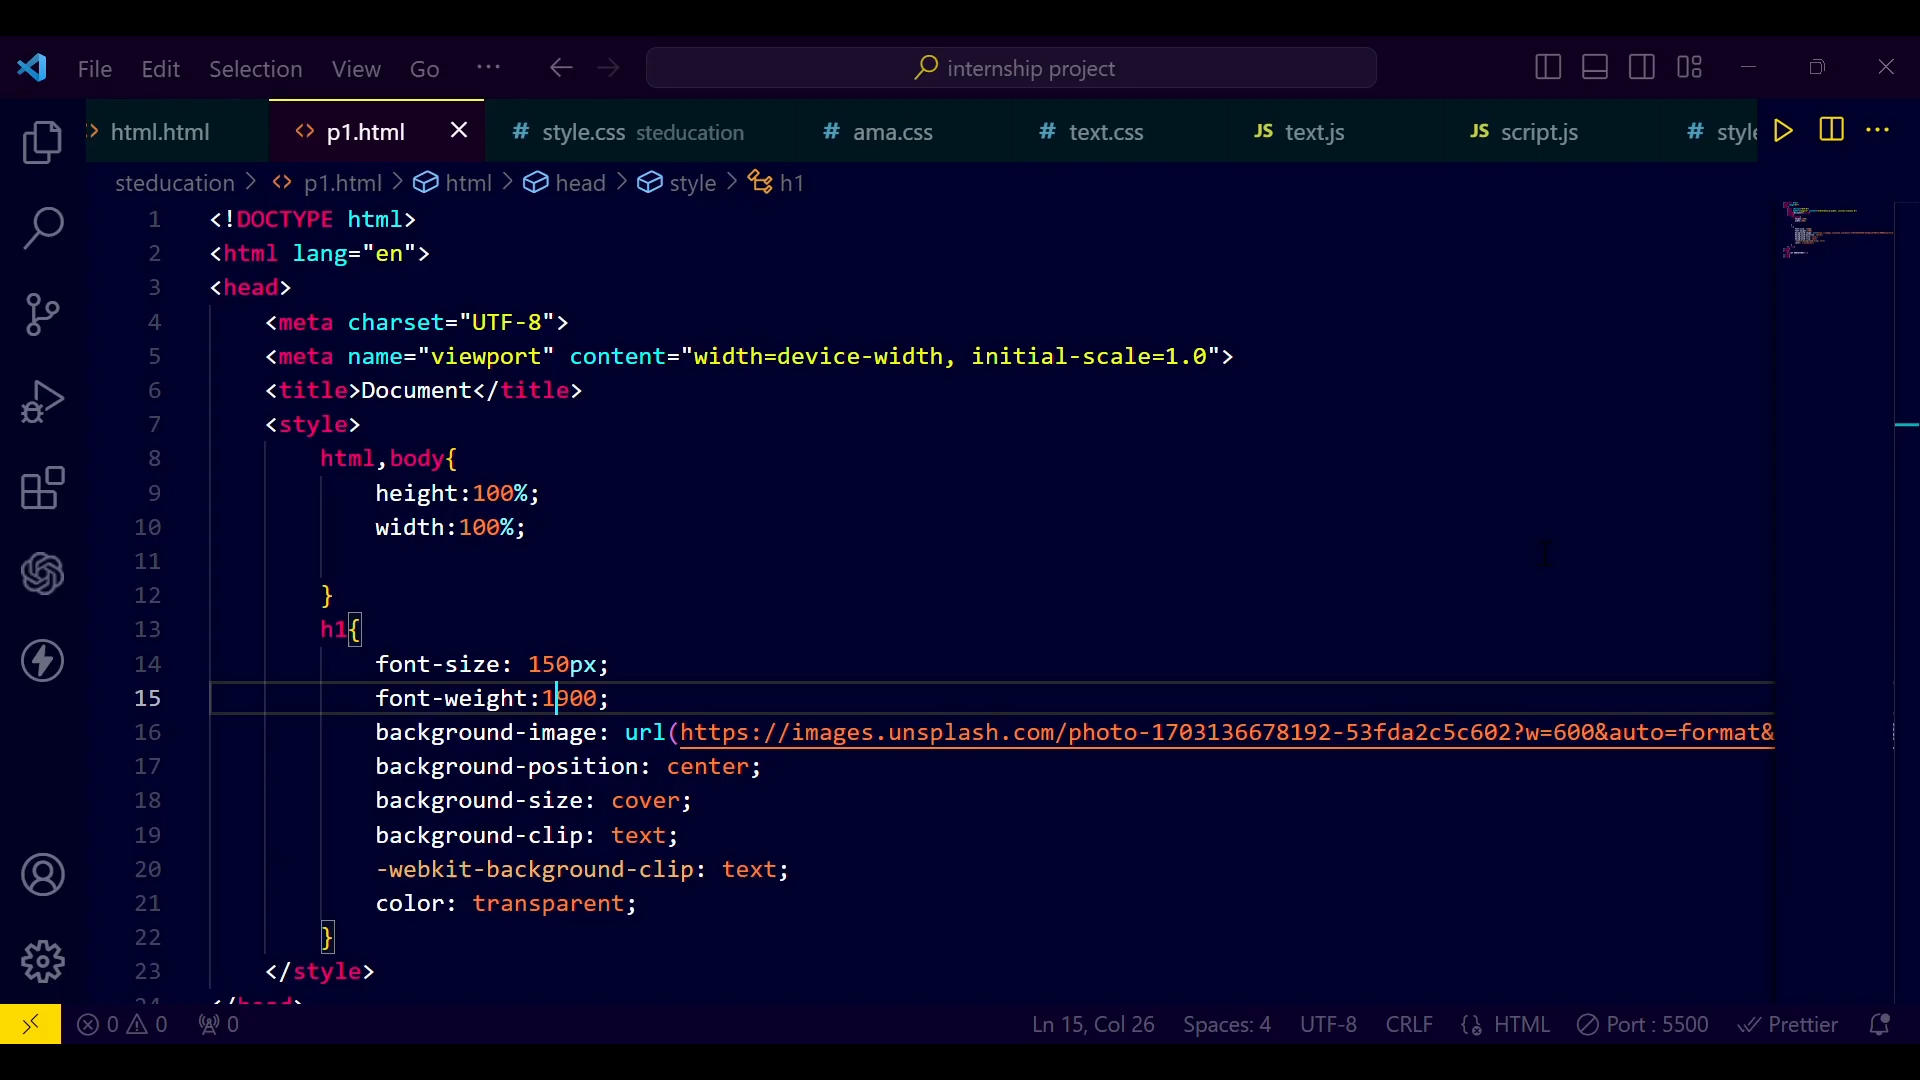 File Edit Selection View Go ··· internship project
html.html p1.html style.css steducation ama.css text.css JS text.js JS script.js style
steducation > p1.html > html > head > style > h1
1 <!DOCTYPE html>
2 <html lang="en">
3 <head>
4 <meta charset="UTF-8">
5 <meta name="viewport" content="width=device-width, initial-scale=1.0">
6 <title>Document</title>
7 <style>
8 html,body{
9 height:100%;
10 width:100%;
11
12 }
13 h1{
14 font-size: 150px;
15 font-weight:1900;
16 background-image: url(https://images.unsplash.com/photo-1703136678192-53fda2c5c602?w=600&auto=format&
17 background-position: center;
18 background-size: cover;
19 background-clip: text;
20 -webkit-background-clip: text;
21 color: transparent;
22 }
23 </style>
24 </head>
0 0 0 Ln 15, Col 26 Spaces: 4 UTF-8 CRLF {} HTML Port : 5500 Prettier